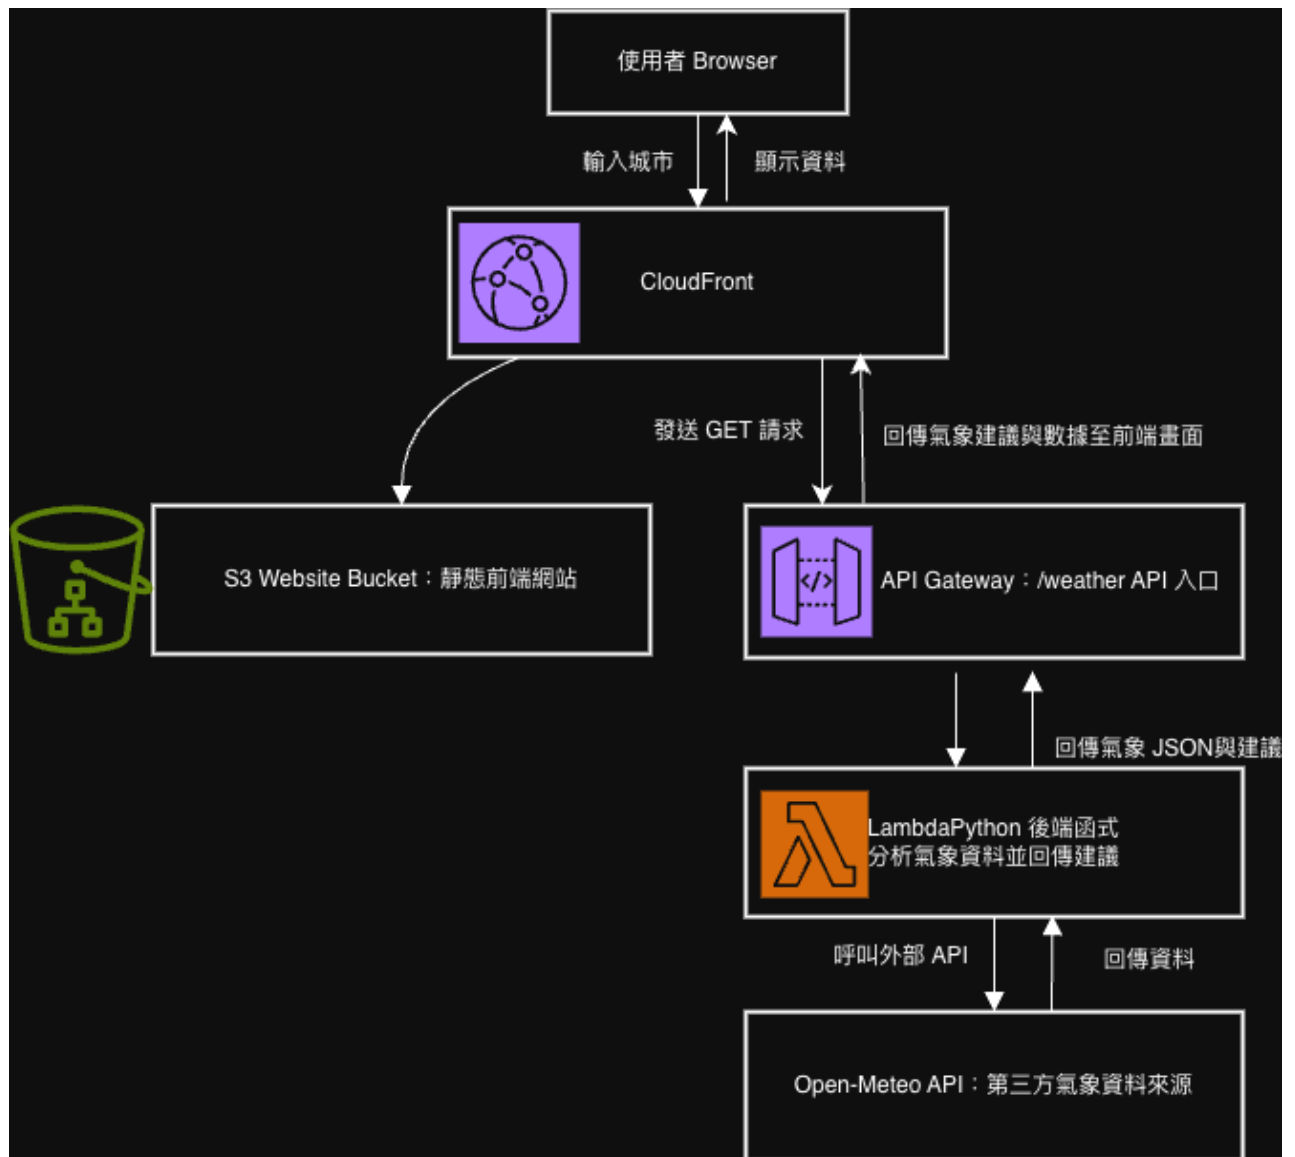 使用者 Browser
輸入城市
顯示資料
CloudFront
發送 GET 請求
回傳氣象建議與數據至前端畫面
S3 Website Bucket：靜態前端網站
</>
API Gateway：/weather API 入口
回傳氣象 JSON與建議
LambdaPython 後端函式
分析氣象資料並回傳建議
呼叫外部 API
回傳資料
Open-Meteo API：第三方氣象資料來源